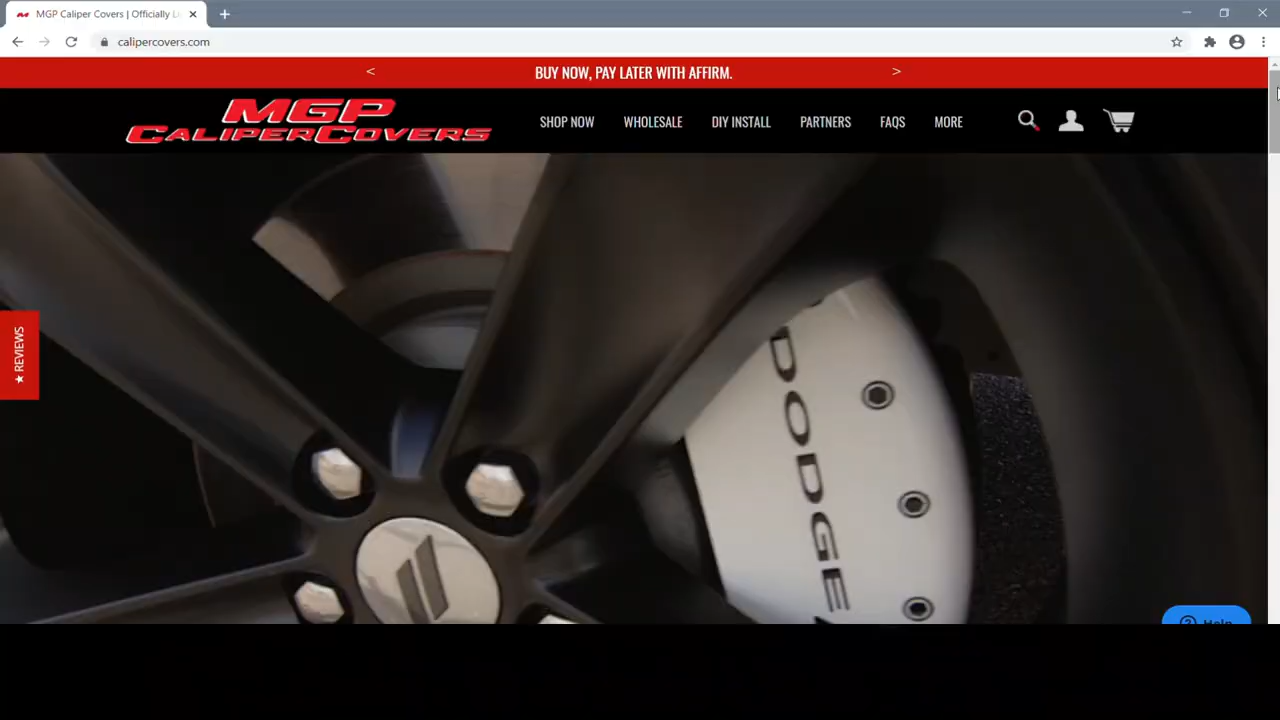 MGP Caliper Covers | Officially Li
calipercovers.com
< BUY NOW, PAY LATER WITH AFFIRM. >
MGP
CALIPERCOVERS
SHOP NOW WHOLESALE DIY INSTALL PARTNERS FAQS MORE
★ REVIEWS
DODGE
Help